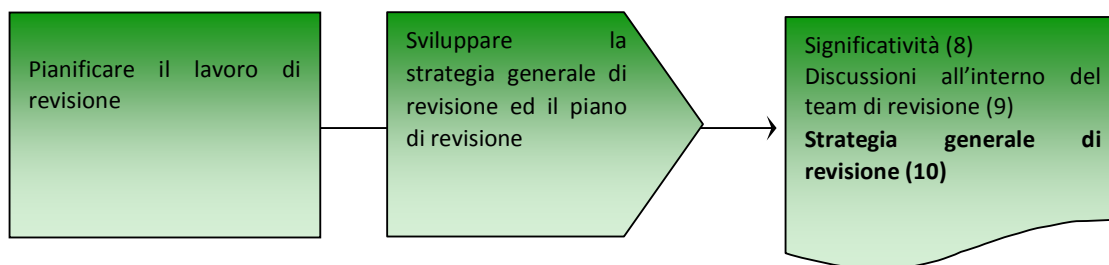 Pianificare il lavoro di
revisione
Sviluppare la
strategia generale di
revisione ed il piano
di revisione
Significatività (8)
Discussioni all'interno del
team di revisione (9)
Strategia generale di
revisione (10)